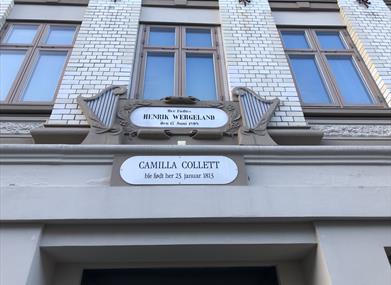 Her Fødtes
HENRIK WERGELAND
den 17 Juni 1808
CAMILLA COLLETT
ble født her 23. januar 1813